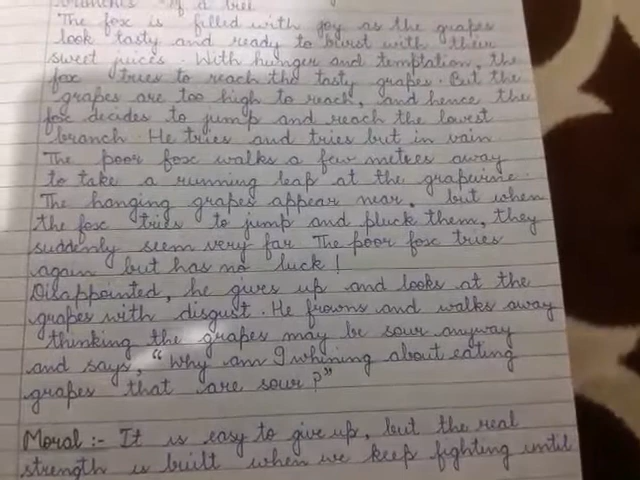 branches of a tree
The fox is filled with joy as the grapes
look tasty and ready to burst with their
sweet juices. With hunger and temptation, the
fox tries to reach the tasty grapes. But the
grapes are too high to reach, and hence the
fox decides to jump and reach the lowest
branch. He tries and tries but in vain
The poor fox walks a few metres away
to take a running leap at the grapevine.
The hanging grapes appear near, but when
the fox tries to jump and pluck them, they
suddenly seem very far The poor fox tries
again but has no luck!
Disappointed, he gives up and looks at the
grapes with disgust. He frowns and walks away
thinking the grapes may be sour anyway
and says, "Why am I whining about eating
grapes that are sour?"
Moral :- It is easy to give up, but the real
strength is built when we keep fighting until